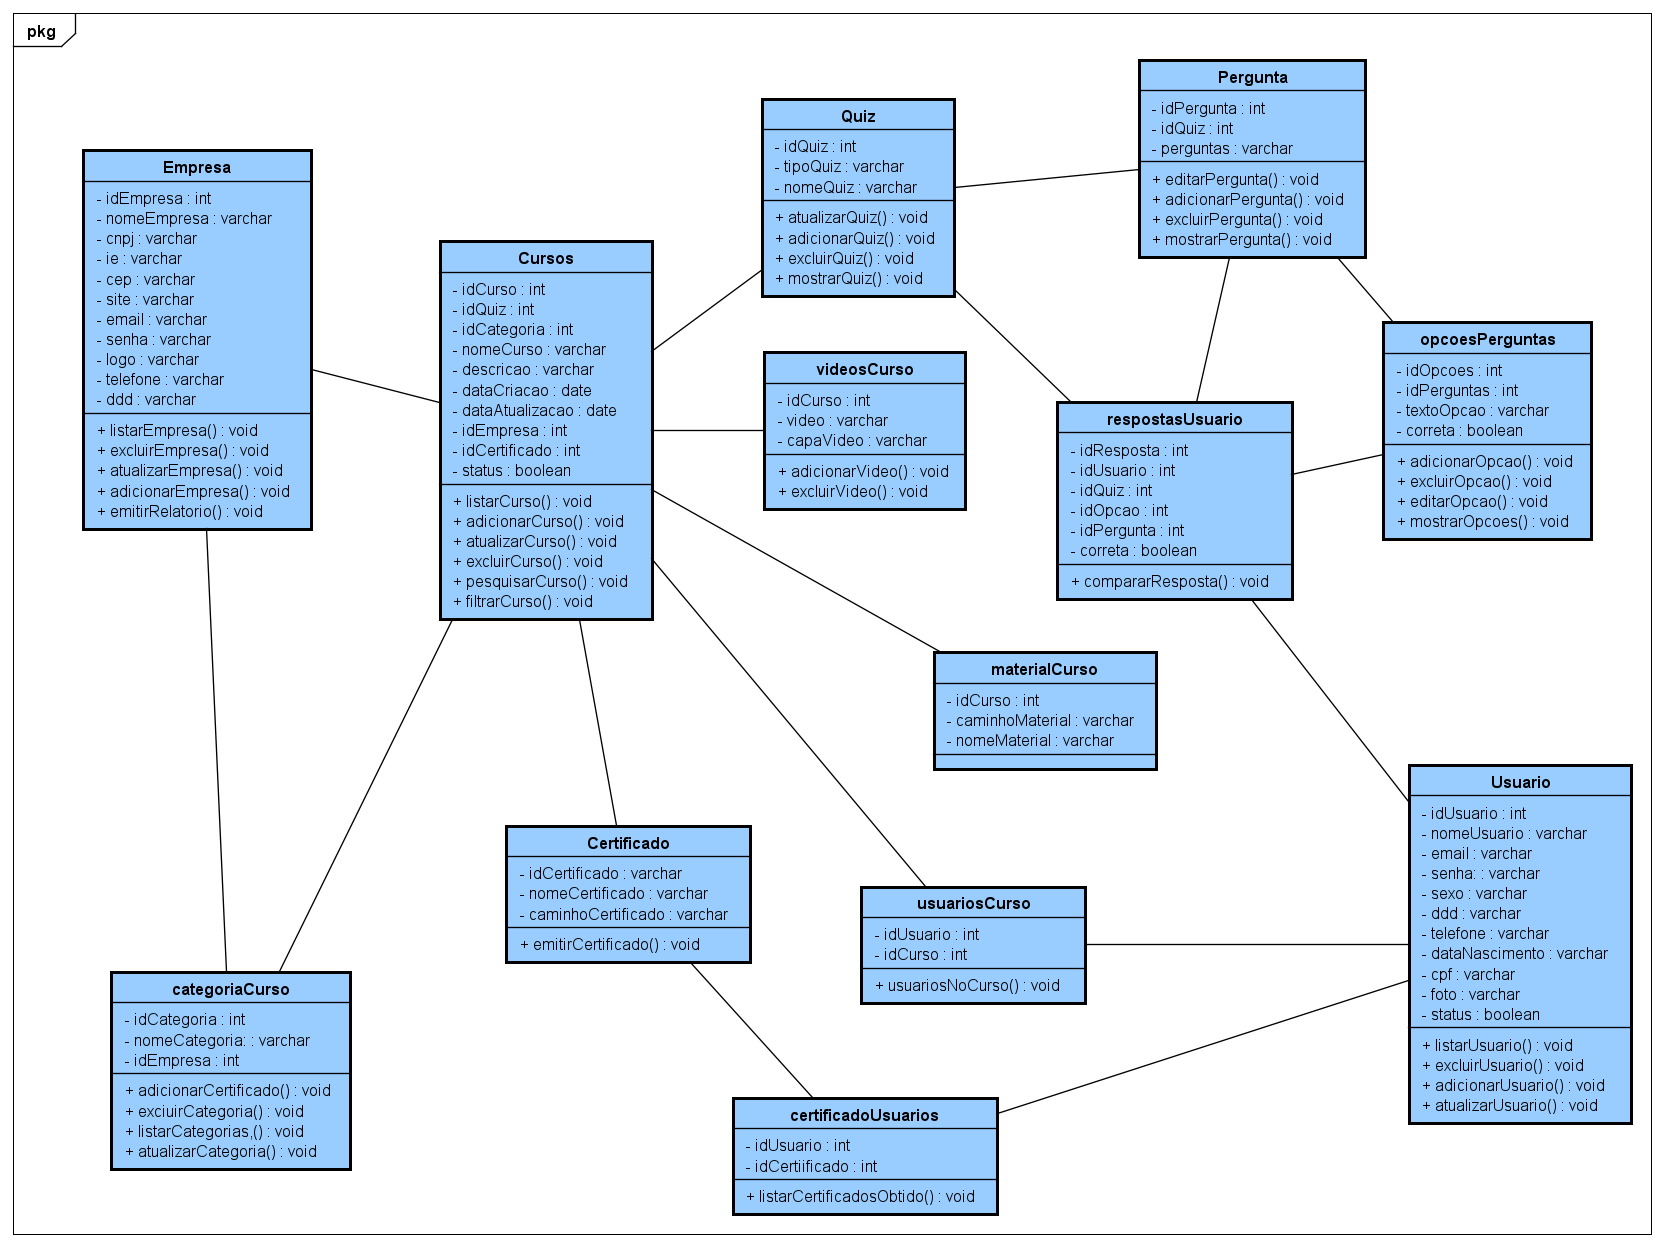 pkg
Empresa
- idEmpresa : int
- nomeEmpresa : varchar
- cnpj : varchar
- ie : varchar
- cep : varchar
- site : varchar
- email : varchar
- senha : varchar
- logo : varchar
- telefone : varchar
- ddd : varchar
+ listarEmpresa() : void
+ excluirEmpresa() : void
+ atualizarEmpresa() : void
+ adicionarEmpresa() : void
+ emitirRelatorio() : void
Cursos
- idCurso : int
- idQuiz : int
- idCategoria : int
- nomeCurso : varchar
- descricao : varchar
- dataCriacao : date
- dataAtualizacao : date
- idEmpresa : int
- idCertificado : int
- status : boolean
+ listarCurso() : void
+ adicionarCurso() : void
+ atualizarCurso() : void
+ excluirCurso() : void
+ pesquisarCurso() : void
+ filtrarCurso() : void
Quiz
- idQuiz : int
- tipoQuiz : varchar
- nomeQuiz : varchar
+ atualizarQuiz() : void
+ adicionarQuiz() : void
+ excluirQuiz() : void
+ mostrarQuiz() : void
Pergunta
- idPergunta : int
- idQuiz : int
- perguntas : varchar
+ editarPergunta() : void
+ adicionarPergunta() : void
+ excluirPergunta() : void
+ mostrarPergunta() : void
videosCurso
- idCurso : int
- video : varchar
- capaVideo : varchar
+ adicionarVideo() : void
+ excluirVideo() : void
respostasUsuario
- idResposta : int
- idUsuario : int
- idQuiz : int
- idOpcao : int
- idPergunta : int
- correta : boolean
+ compararResposta() : void
opcoesPerguntas
- idOpcoes : int
- idPerguntas : int
- textoOpcao : varchar
- correta : boolean
+ adicionarOpcao() : void
+ excluirOpcao() : void
+ editarOpcao() : void
+ mostrarOpcoes() : void
materialCurso
- idCurso : int
- caminhoMaterial : varchar
- nomeMaterial : varchar
Certificado
- idCertificado : varchar
- nomeCertificado : varchar
- caminhoCertificado : varchar
+ emitirCertificado() : void
usuariosCurso
- idUsuario : int
- idCurso : int
+ usuariosNoCurso() : void
Usuario
- idUsuario : int
- nomeUsuario : varchar
- email : varchar
- senha: : varchar
- sexo : varchar
- ddd : varchar
- telefone : varchar
- dataNascimento : varchar
- cpf : varchar
- foto : varchar
- status : boolean
+ listarUsuario() : void
+ excluirUsuario() : void
+ adicionarUsuario() : void
+ atualizarUsuario() : void
categoriaCurso
- idCategoria : int
- nomeCategoria: : varchar
- idEmpresa : int
+ adicionarCertificado() : void
+ exciuirCategoria() : void
+ listarCategorias,() : void
+ atualizarCategoria() : void
certificadoUsuarios
- idUsuario : int
- idCertiificado : int
+ listarCertificadosObtido() : void